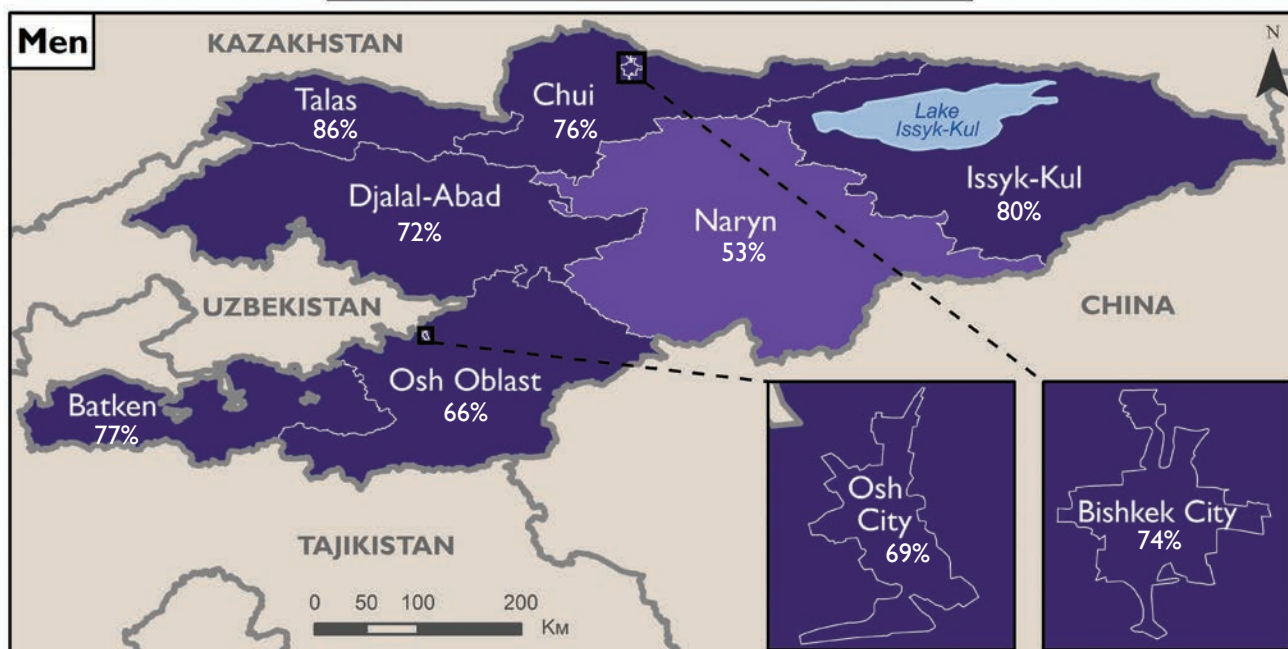 Men
KAZAKHSTAN
N
Talas
86%
Chui
76%
Lake
Issyk-Kul
Issyk-Kul
80%
Djalal-Abad
72%
Naryn
53%
UZBEKISTAN
CHINA
Osh Oblast
66%
Batken
77%
Osh
City
69%
Bishkek City
74%
TAJIKISTAN
0 50 100 200
Km